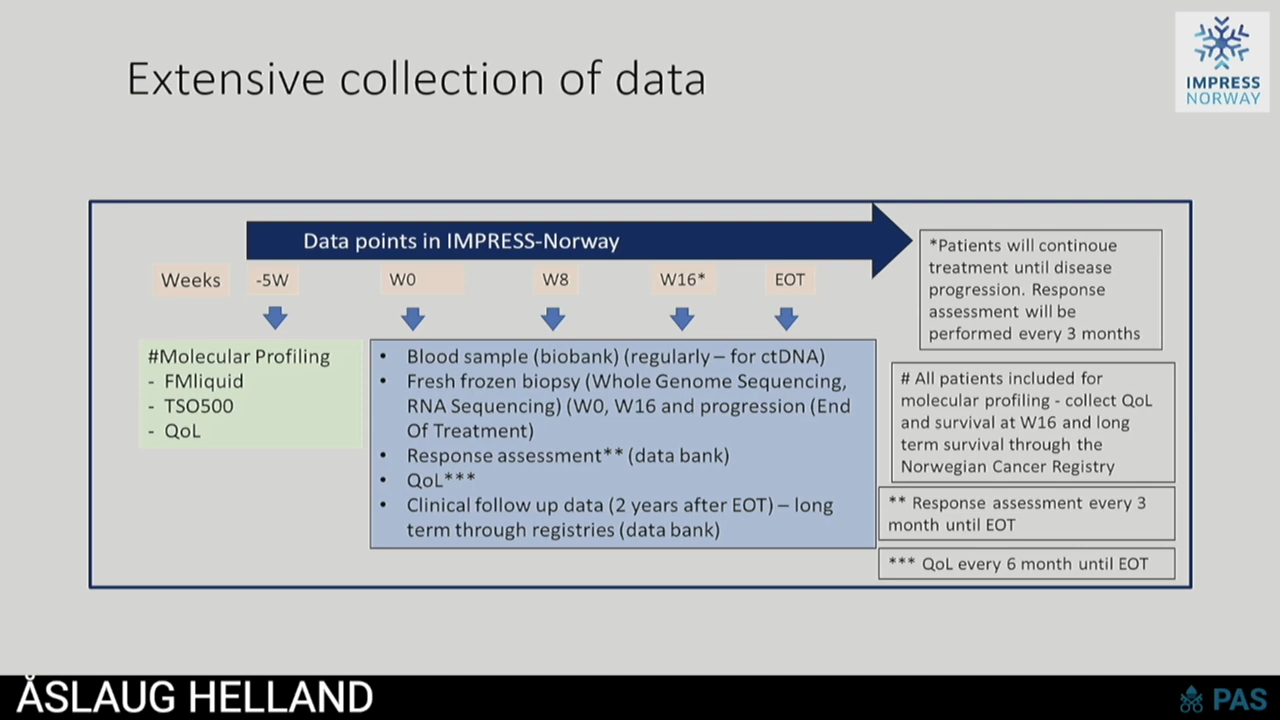 IMPRESS
NORWAY
Extensive collection of data
Data points in IMPRESS-Norway
Weeks
-5W
W0
W8
W16*
EOT
#Molecular Profiling
- FMliquid
- TSO500
- QoL
• Blood sample (biobank) (regularly – for ctDNA)
• Fresh frozen biopsy (Whole Genome Sequencing,
RNA Sequencing) (W0, W16 and progression (End
Of Treatment)
• Response assessment** (data bank)
• QoL***
• Clinical follow up data (2 years after EOT) – long
term through registries (data bank)
*Patients will continoue
treatment until disease
progression. Response
assessment will be
performed every 3 months
# All patients included for
molecular profiling - collect QoL
and survival at W16 and long
term survival through the
Norwegian Cancer Registry
** Response assessment every 3
month until EOT
*** QoL every 6 month until EOT
ÅSLAUG HELLAND
PAS